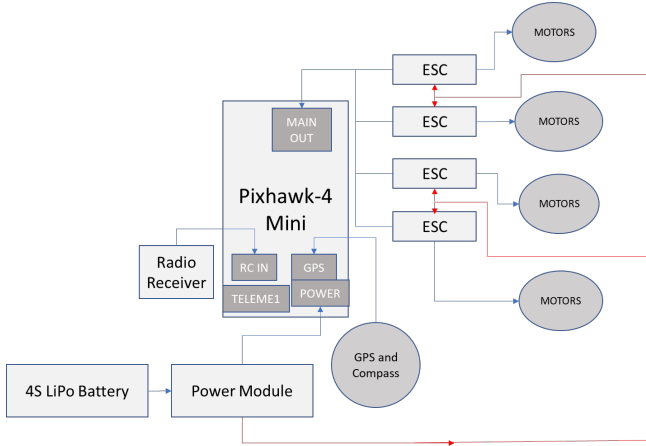 MOTORS
ESC
MAIN
OUT
ESC
MOTORS
ESC
Pixhawk-4
Mini
MOTORS
ESC
Radio
Receiver
RC IN
GPS
TELEME1
POWER
MOTORS
GPS and
Compass
4S LiPo Battery
Power Module